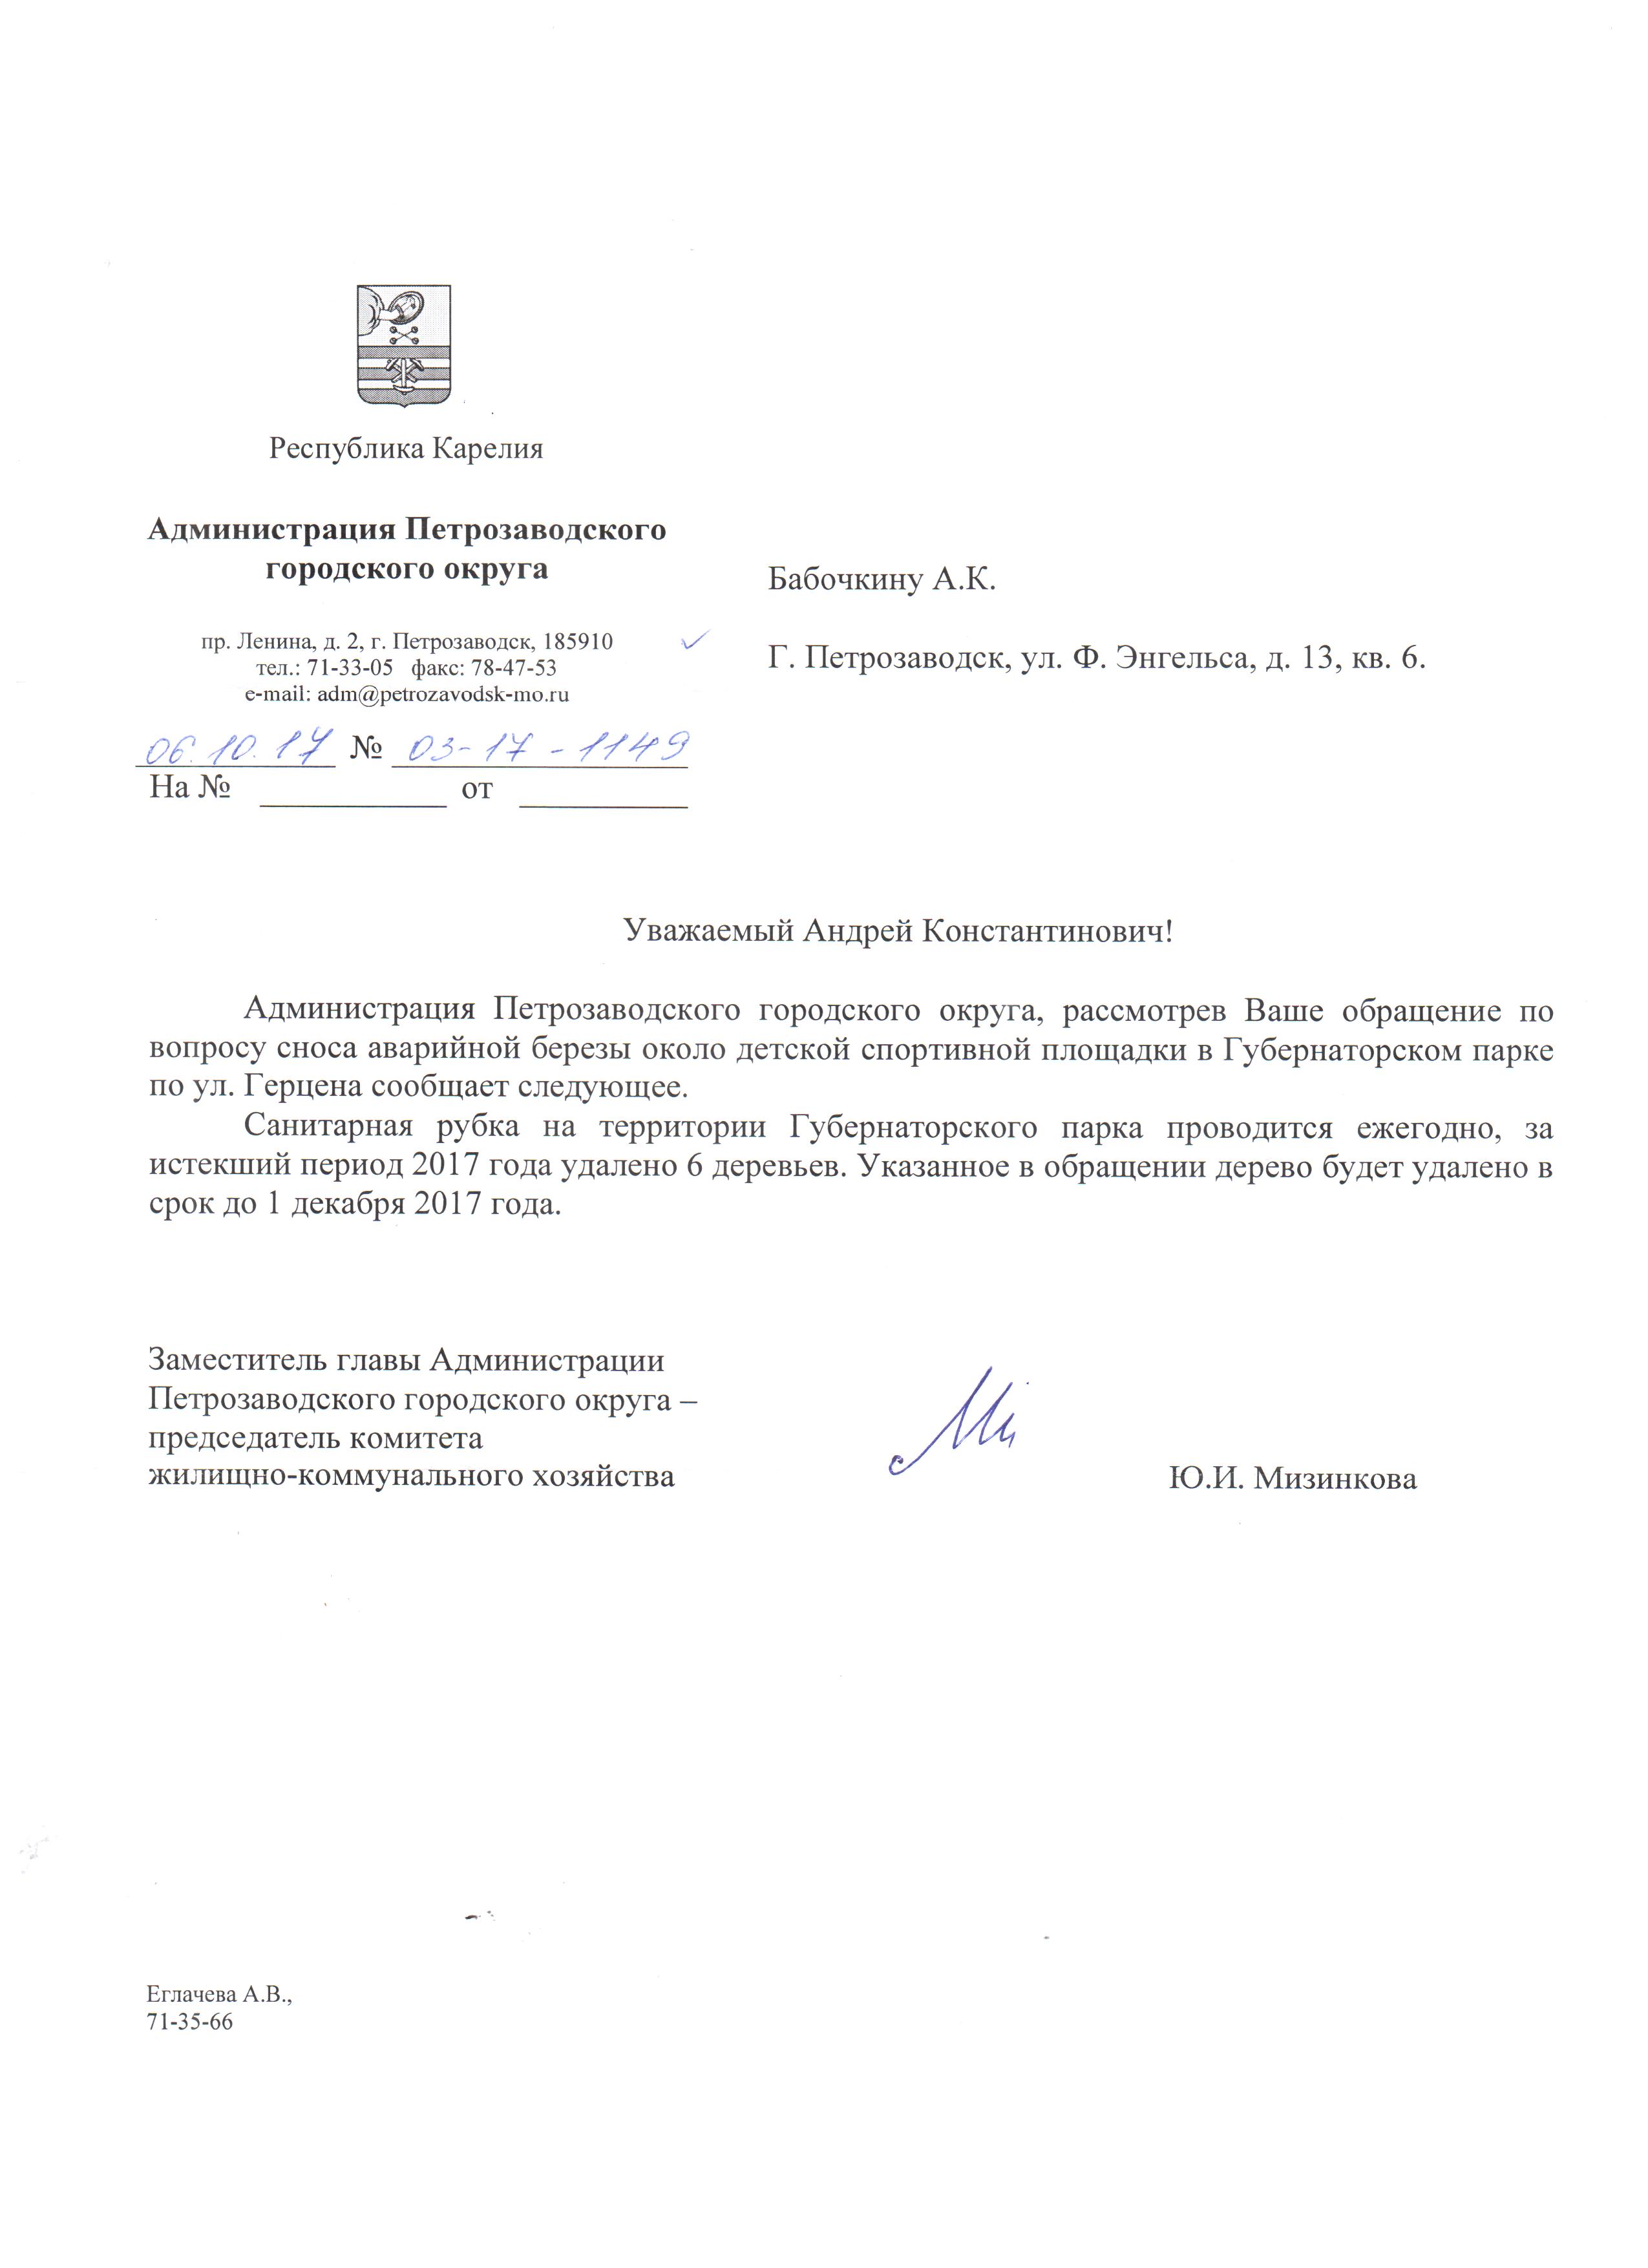 Республика Карелия
Администрация Петрозаводского
городского округа
пр. Ленина, д. 2, г. Петрозаводск, 185910
тел.: 71-33-05 факс: 78-47-53
e-mail: adm@petrozavodsk-mo.ru
06.10.17 № 03-17-1149
На № от
Бабочкину А.К.
Г. Петрозаводск, ул. Ф. Энгельса, д. 13, кв. 6.
Уважаемый Андрей Константинович!
Администрация Петрозаводского городского округа, рассмотрев Ваше обращение по
вопросу сноса аварийной березы около детской спортивной площадки в Губернаторском парке
по ул. Герцена сообщает следующее.
Санитарная рубка на территории Губернаторского парка проводится ежегодно, за
истекший период 2017 года удалено 6 деревьев. Указанное в обращении дерево будет удалено в
срок до 1 декабря 2017 года.
Заместитель главы Администрации
Петрозаводского городского округа –
председатель комитета
жилищно-коммунального хозяйства Ю.И. Мизинкова
Еглачева А.В.,
71-35-66